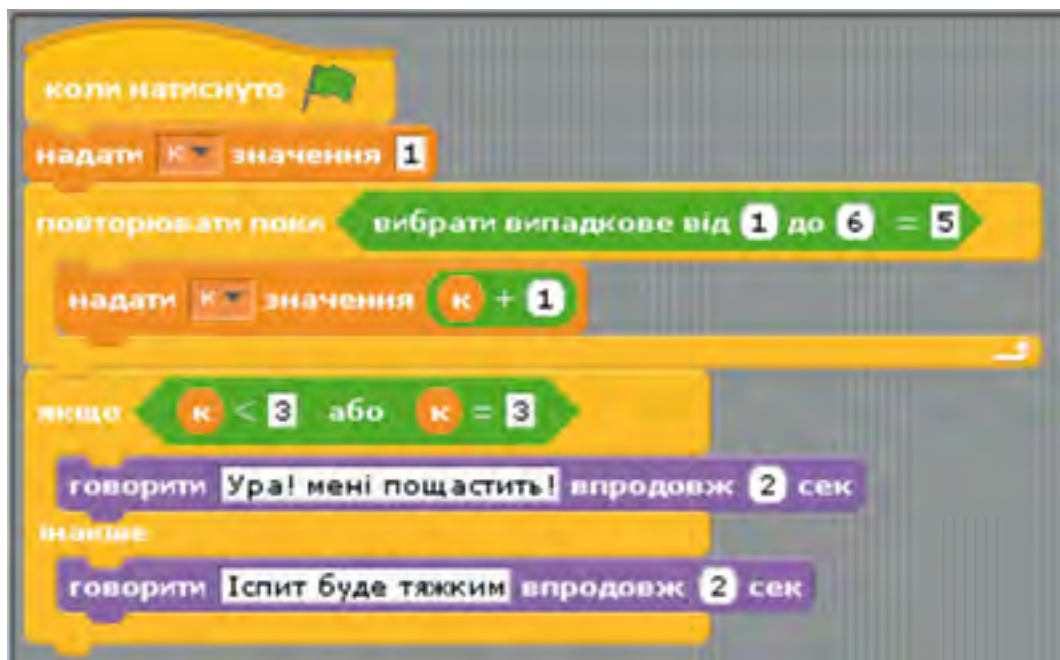 коли натиснуто
надати к значення 1
повторювати поки вибрати випадкове від 1 до 6 = 5
надати к значення к + 1
якщо к < 3 або к = 3
говорити Ура! мені пощастить! впродовж 2 сек
інакше
говорити Іспит буде тяжким впродовж 2 сек